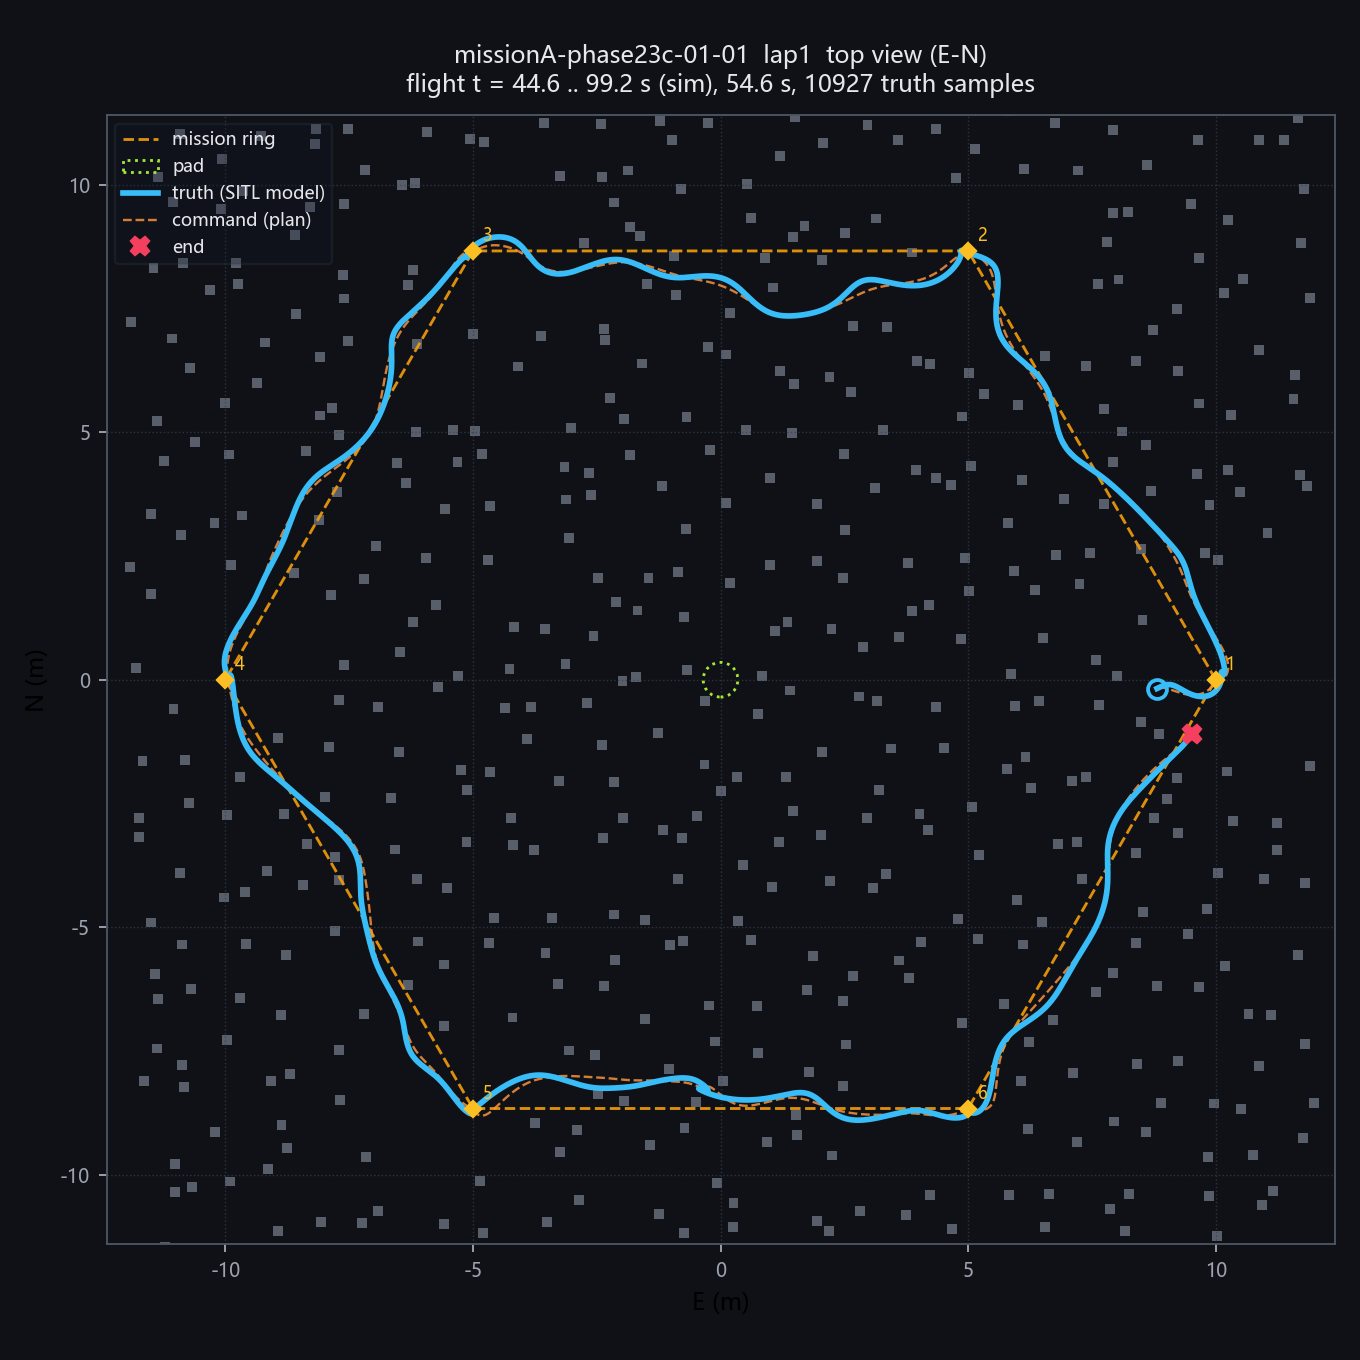 missionA-phase23c-01-01 lap1 top view (E-N)
flight t = 44.6 .. 99.2 s (sim), 54.6 s, 10927 truth samples
mission ring
pad
truth (SITL model)
command (plan)
end
10
5
0
-5
-10
N (m)
3
2
4
1
5
6
-10
-5
0
5
10
E (m)